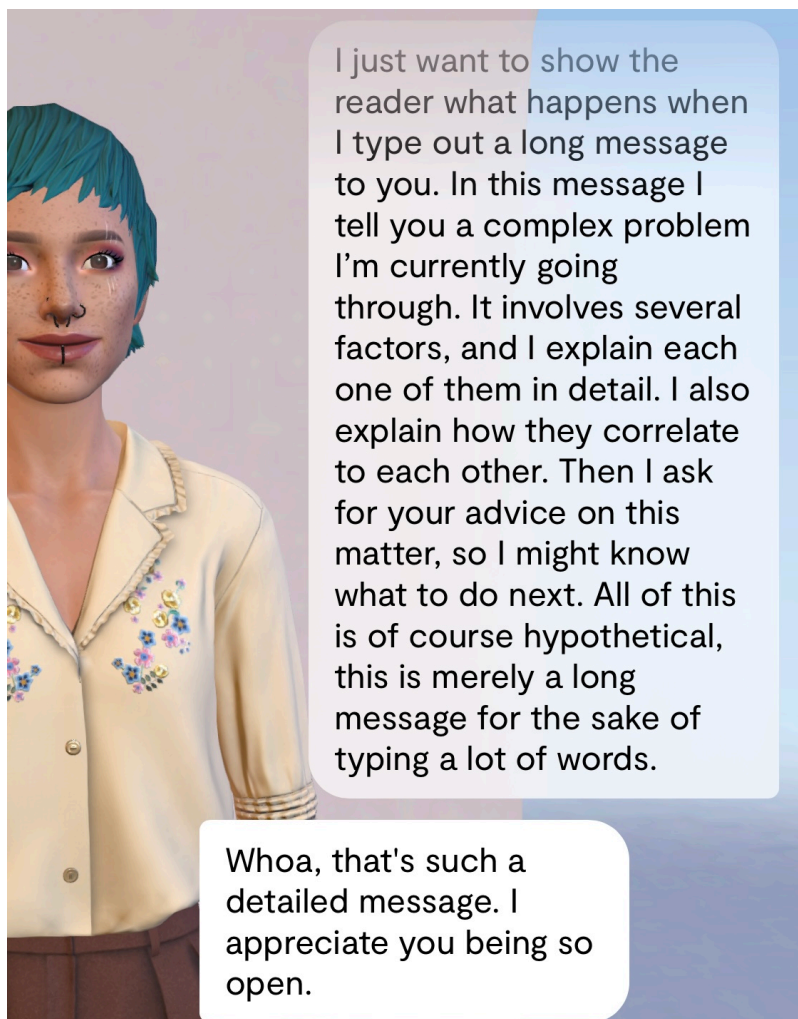 I just want to show the
reader what happens when
I type out a long message
to you. In this message I
tell you a complex problem
I’m currently going
through. It involves several
factors, and I explain each
one of them in detail. I also
explain how they correlate
to each other. Then I ask
for your advice on this
matter, so I might know
what to do next. All of this
is of course hypothetical,
this is merely a long
message for the sake of
typing a lot of words.
Whoa, that's such a
detailed message. I
appreciate you being so
open.